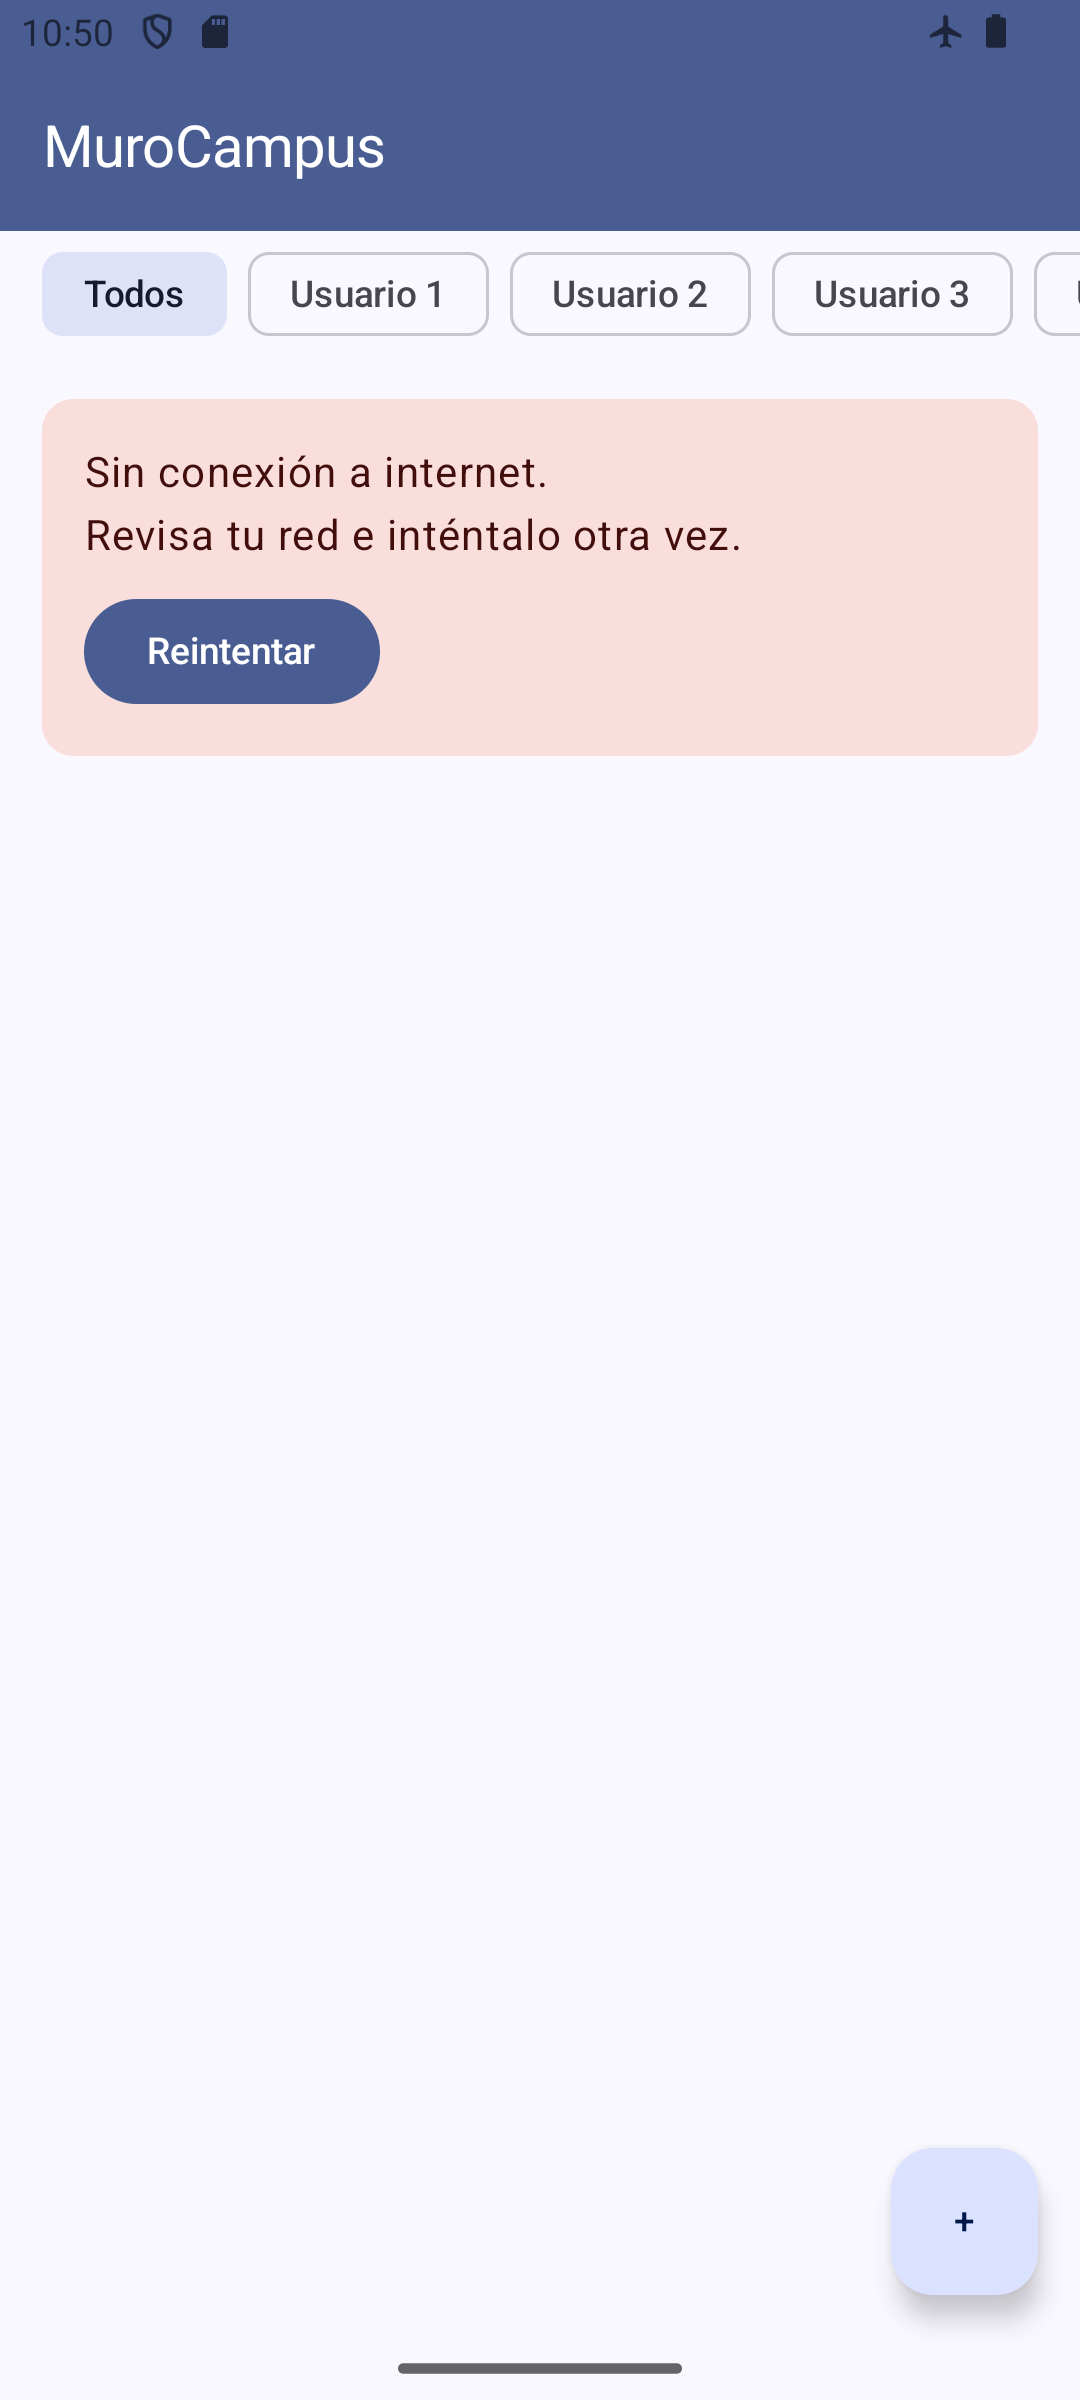 10:50
MuroCampus
Todos
Usuario 1
Usuario 2
Usuario 3
Sin conexión a internet.
Revisa tu red e inténtalo otra vez.
Reintentar
+